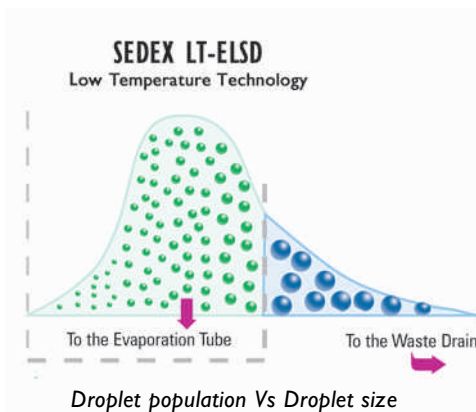 SEDEX LT-ELSD
Low Temperature Technology
To the Evaporation Tube
To the Waste Drain
Droplet population Vs Droplet size